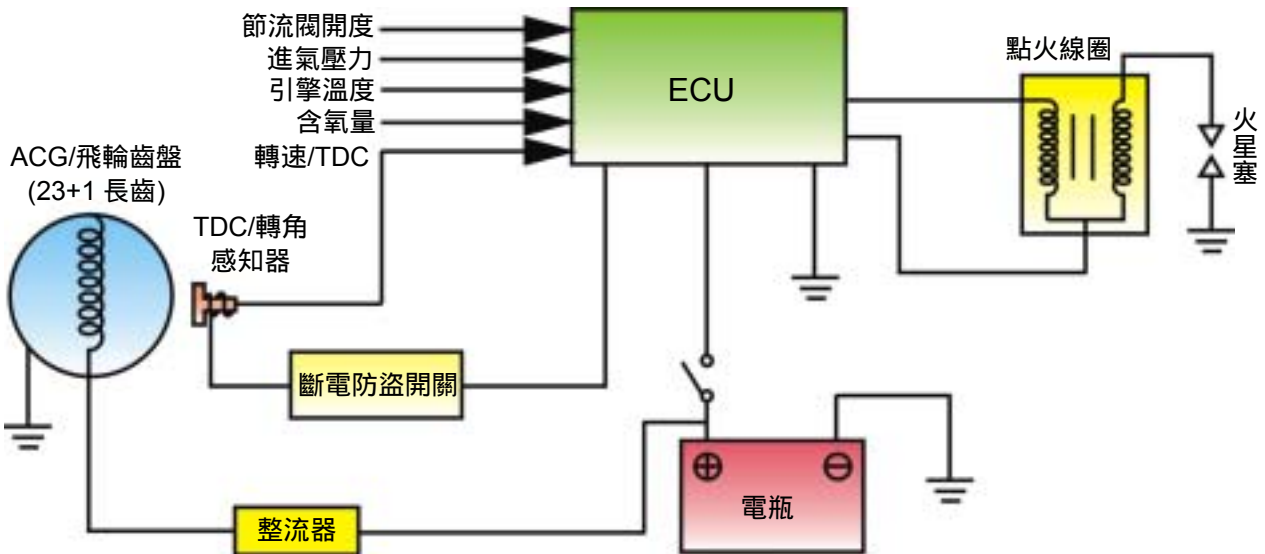 節流閥開度
進氣壓力
引擎溫度
含氧量
轉速/TDC
ECU
點火線圈
火星塞
ACG/飛輪齒盤
(23+1 長齒)
TDC/轉角
感知器
斷電防盜開關
整流器
電瓶